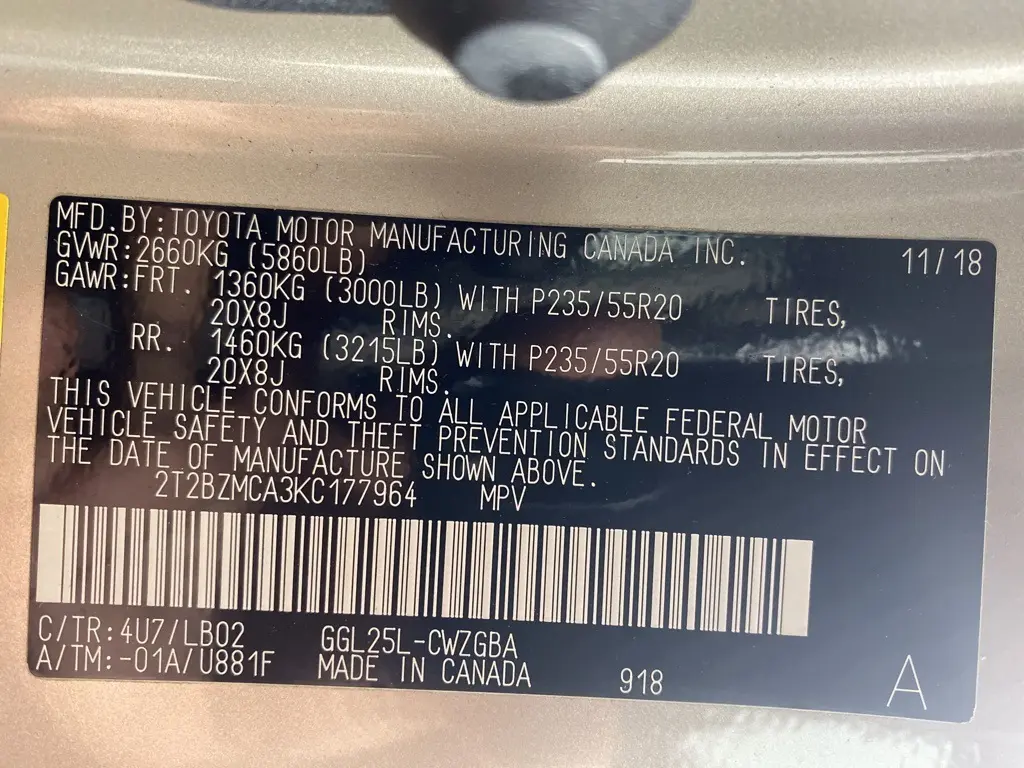 MFD.BY:TOYOTA MOTOR MANUFACTURING CANADA INC. 11/18
GVWR:2660KG (5860LB)
GAWR:FRT. 1360KG (3000LB) WITH P235/55R20 TIRES,
20X8J RIMS.
RR. 1460KG (3215LB) WITH P235/55R20 TIRES,
20X8J RIMS.
THIS VEHICLE CONFORMS TO ALL APPLICABLE FEDERAL MOTOR
VEHICLE SAFETY AND THEFT PREVENTION STANDARDS IN EFFECT ON
THE DATE OF MANUFACTURE SHOWN ABOVE.
2T2BZMCA3KC177964 MPV
C/TR:4U7/LB02 GGL25L-CWZGBA
A/TM:-01A/U881F MADE IN CANADA 918 A